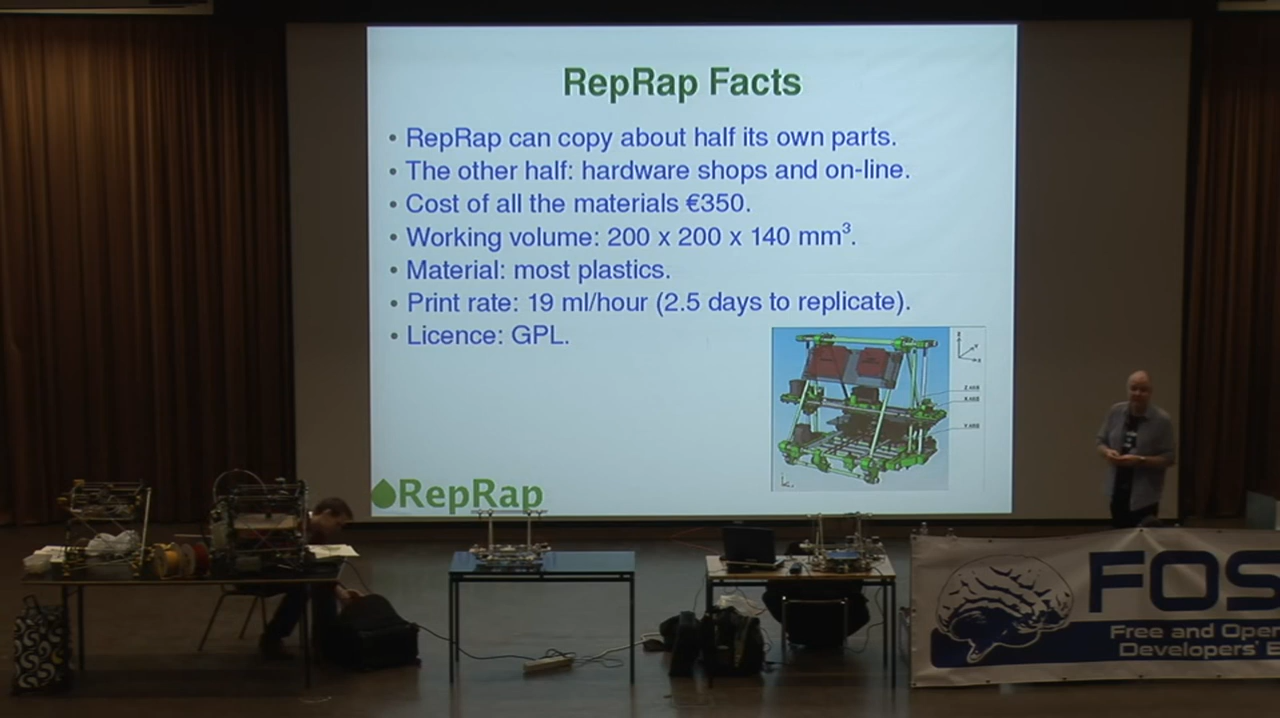 RepRap Facts
• RepRap can copy about half its own parts.
• The other half: hardware shops and on-line.
• Cost of all the materials €350.
• Working volume: 200 x 200 x 140 mm³.
• Material: most plastics.
• Print rate: 19 ml/hour (2.5 days to replicate).
• Licence: GPL.
RepRap
FOS
Free and Open
Developers' E